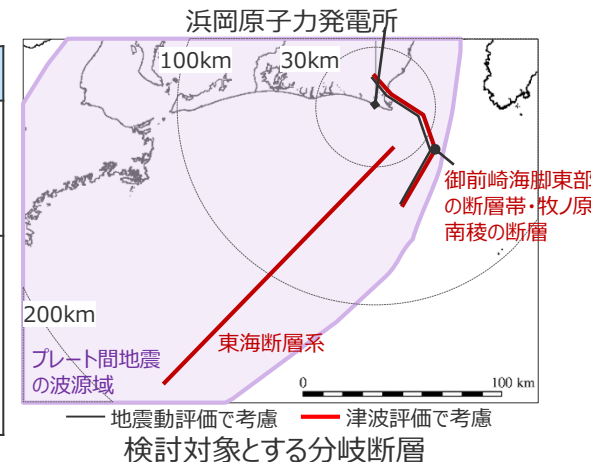 浜岡原子力発電所
100km
30km
御前崎海脚東部
の断層帯・牧ノ原
南稜の断層
200km
東海断層系
プレート間地震
の波源域
0
100 km
地震動評価で考慮
津波評価で考慮
検討対象とする分岐断層